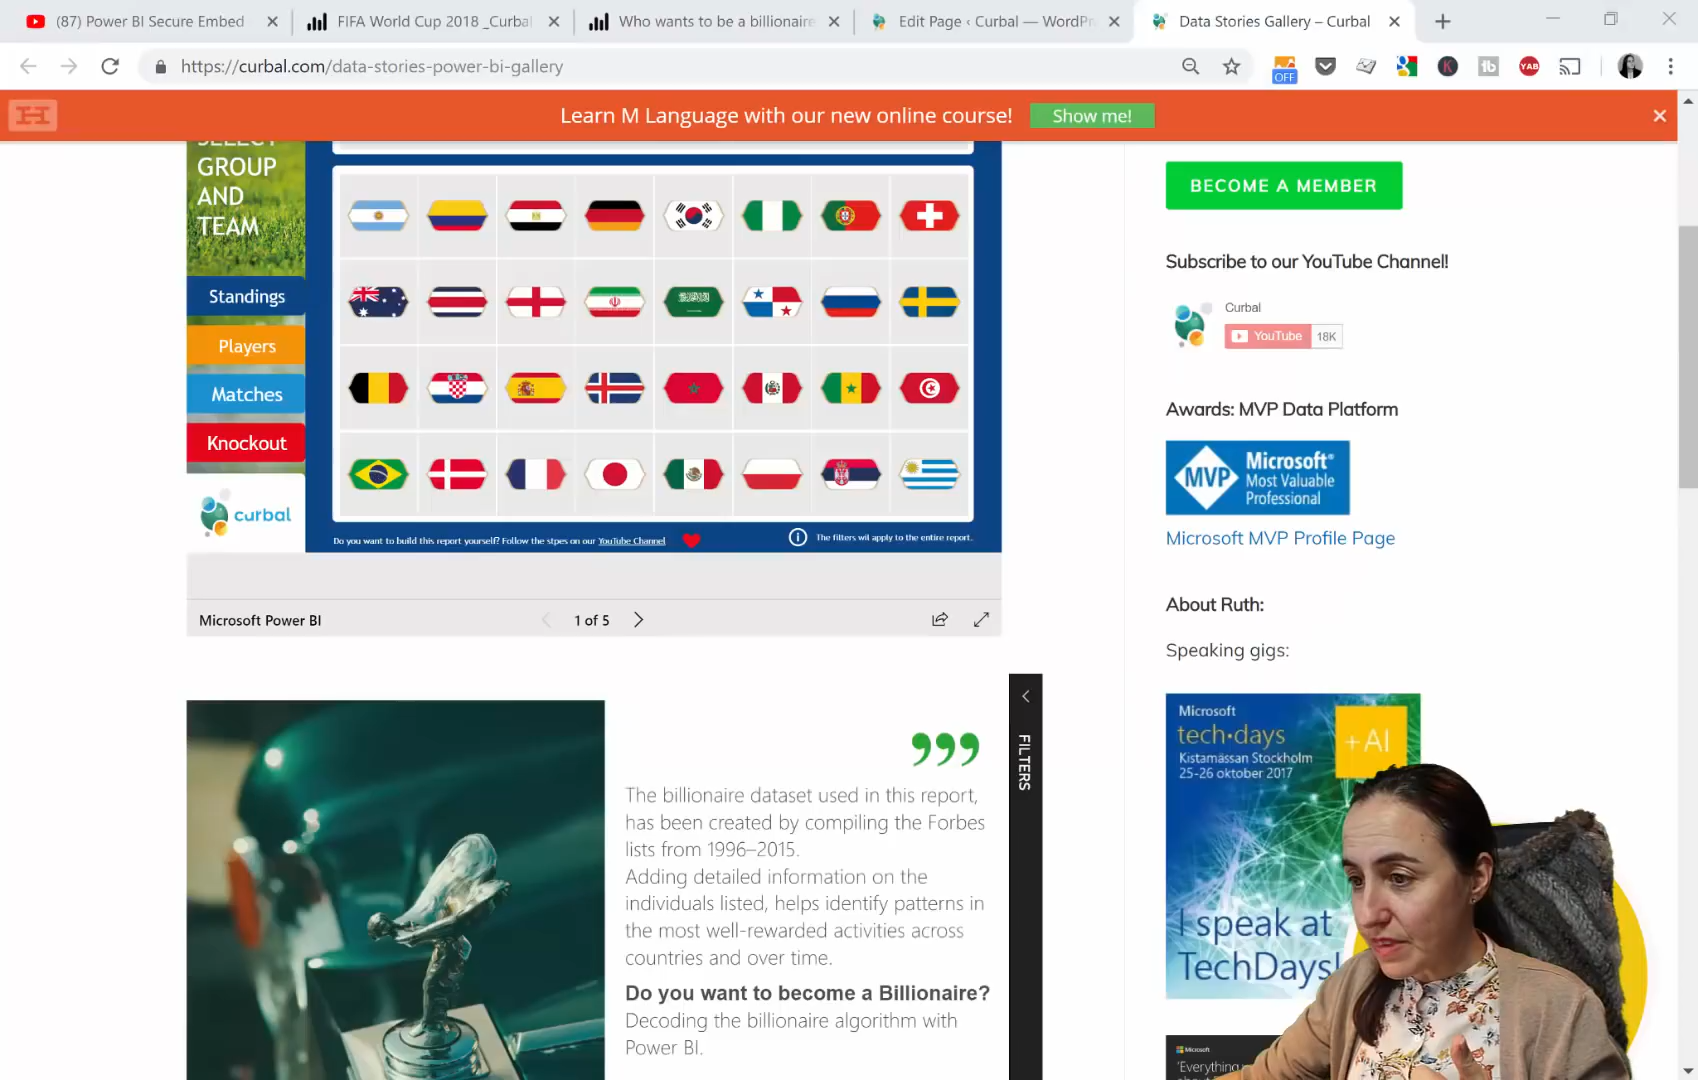 (87) Power BI Secure Embed
FIFA World Cup 2018 _Curbal
Who wants to be a billionaire
Edit Page ‹ Curbal — WordPr
Data Stories Gallery – Curbal
https://curbal.com/data-stories-power-bi-gallery
OFF
K
tb
YAB
Learn M Language with our new online course!
Show me!
SELECT
GROUP
AND
TEAM
Standings
Players
Matches
Knockout
curbal
Do you want to build this report yourself? Follow the stpes on our YouTube Channel
The filters wil apply to the entire report.
Microsoft Power BI
1 of 5
FILTERS
The billionaire dataset used in this report,
has been created by compiling the Forbes
lists from 1996–2015.
Adding detailed information on the
individuals listed, helps identify patterns in
the most well-rewarded activities across
countries and over time.
Do you want to become a Billionaire?
Decoding the billionaire algorithm with
Power BI.
BECOME A MEMBER
Subscribe to our YouTube Channel!
Curbal
YouTube 18K
Awards: MVP Data Platform
MVP
Microsoft®
Most Valuable
Professional
Microsoft MVP Profile Page
About Ruth:
Speaking gigs:
Microsoft
tech·days
+AI
Kistamässan Stockholm
25-26 oktober 2017
I speak at
TechDays!
Microsoft
'Everything